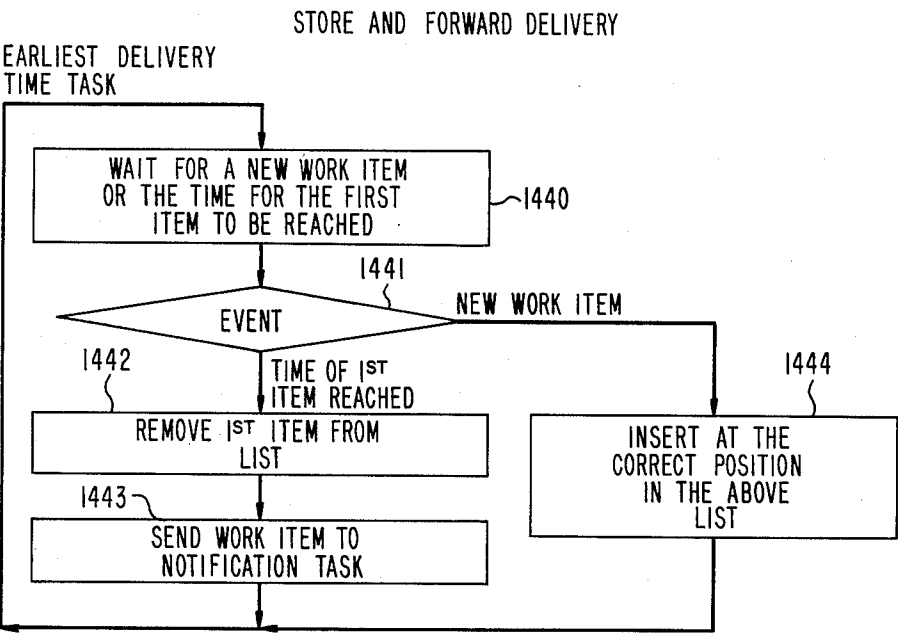 STORE AND FORWARD DELIVERY
EARLIEST DELIVERY
TIME TASK
WAIT FOR A NEW WORK ITEM
OR THE TIME FOR THE FIRST
ITEM TO BE REACHED
1440
1441
EVENT
NEW WORK ITEM
1442
TIME OF 1ST
ITEM REACHED
1444
REMOVE 1ST ITEM FROM
LIST
INSERT AT THE
CORRECT POSITION
IN THE ABOVE
LIST
1443
SEND WORK ITEM TO
NOTIFICATION TASK